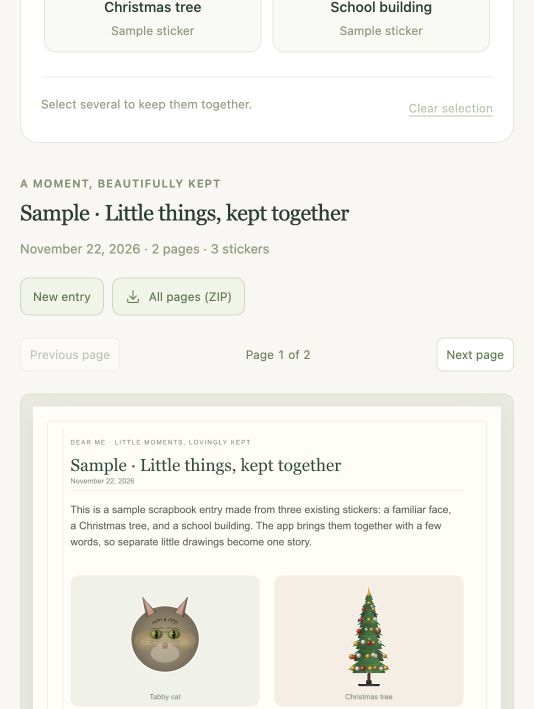 Christmas tree
Sample sticker
School building
Sample sticker
Select several to keep them together.
Clear selection
A MOMENT, BEAUTIFULLY KEPT
Sample · Little things, kept together
November 22, 2026 · 2 pages · 3 stickers
New entry
All pages (ZIP)
Previous page
Page 1 of 2
Next page
DEAR ME · LITTLE MOMENTS, LOVINGLY KEPT
Sample · Little things, kept together
November 22, 2026
This is a sample scrapbook entry made from three existing stickers: a familiar face,
a Christmas tree, and a school building. The app brings them together with a few
words, so separate little drawings become one story.
Tabby cat
Christmas tree